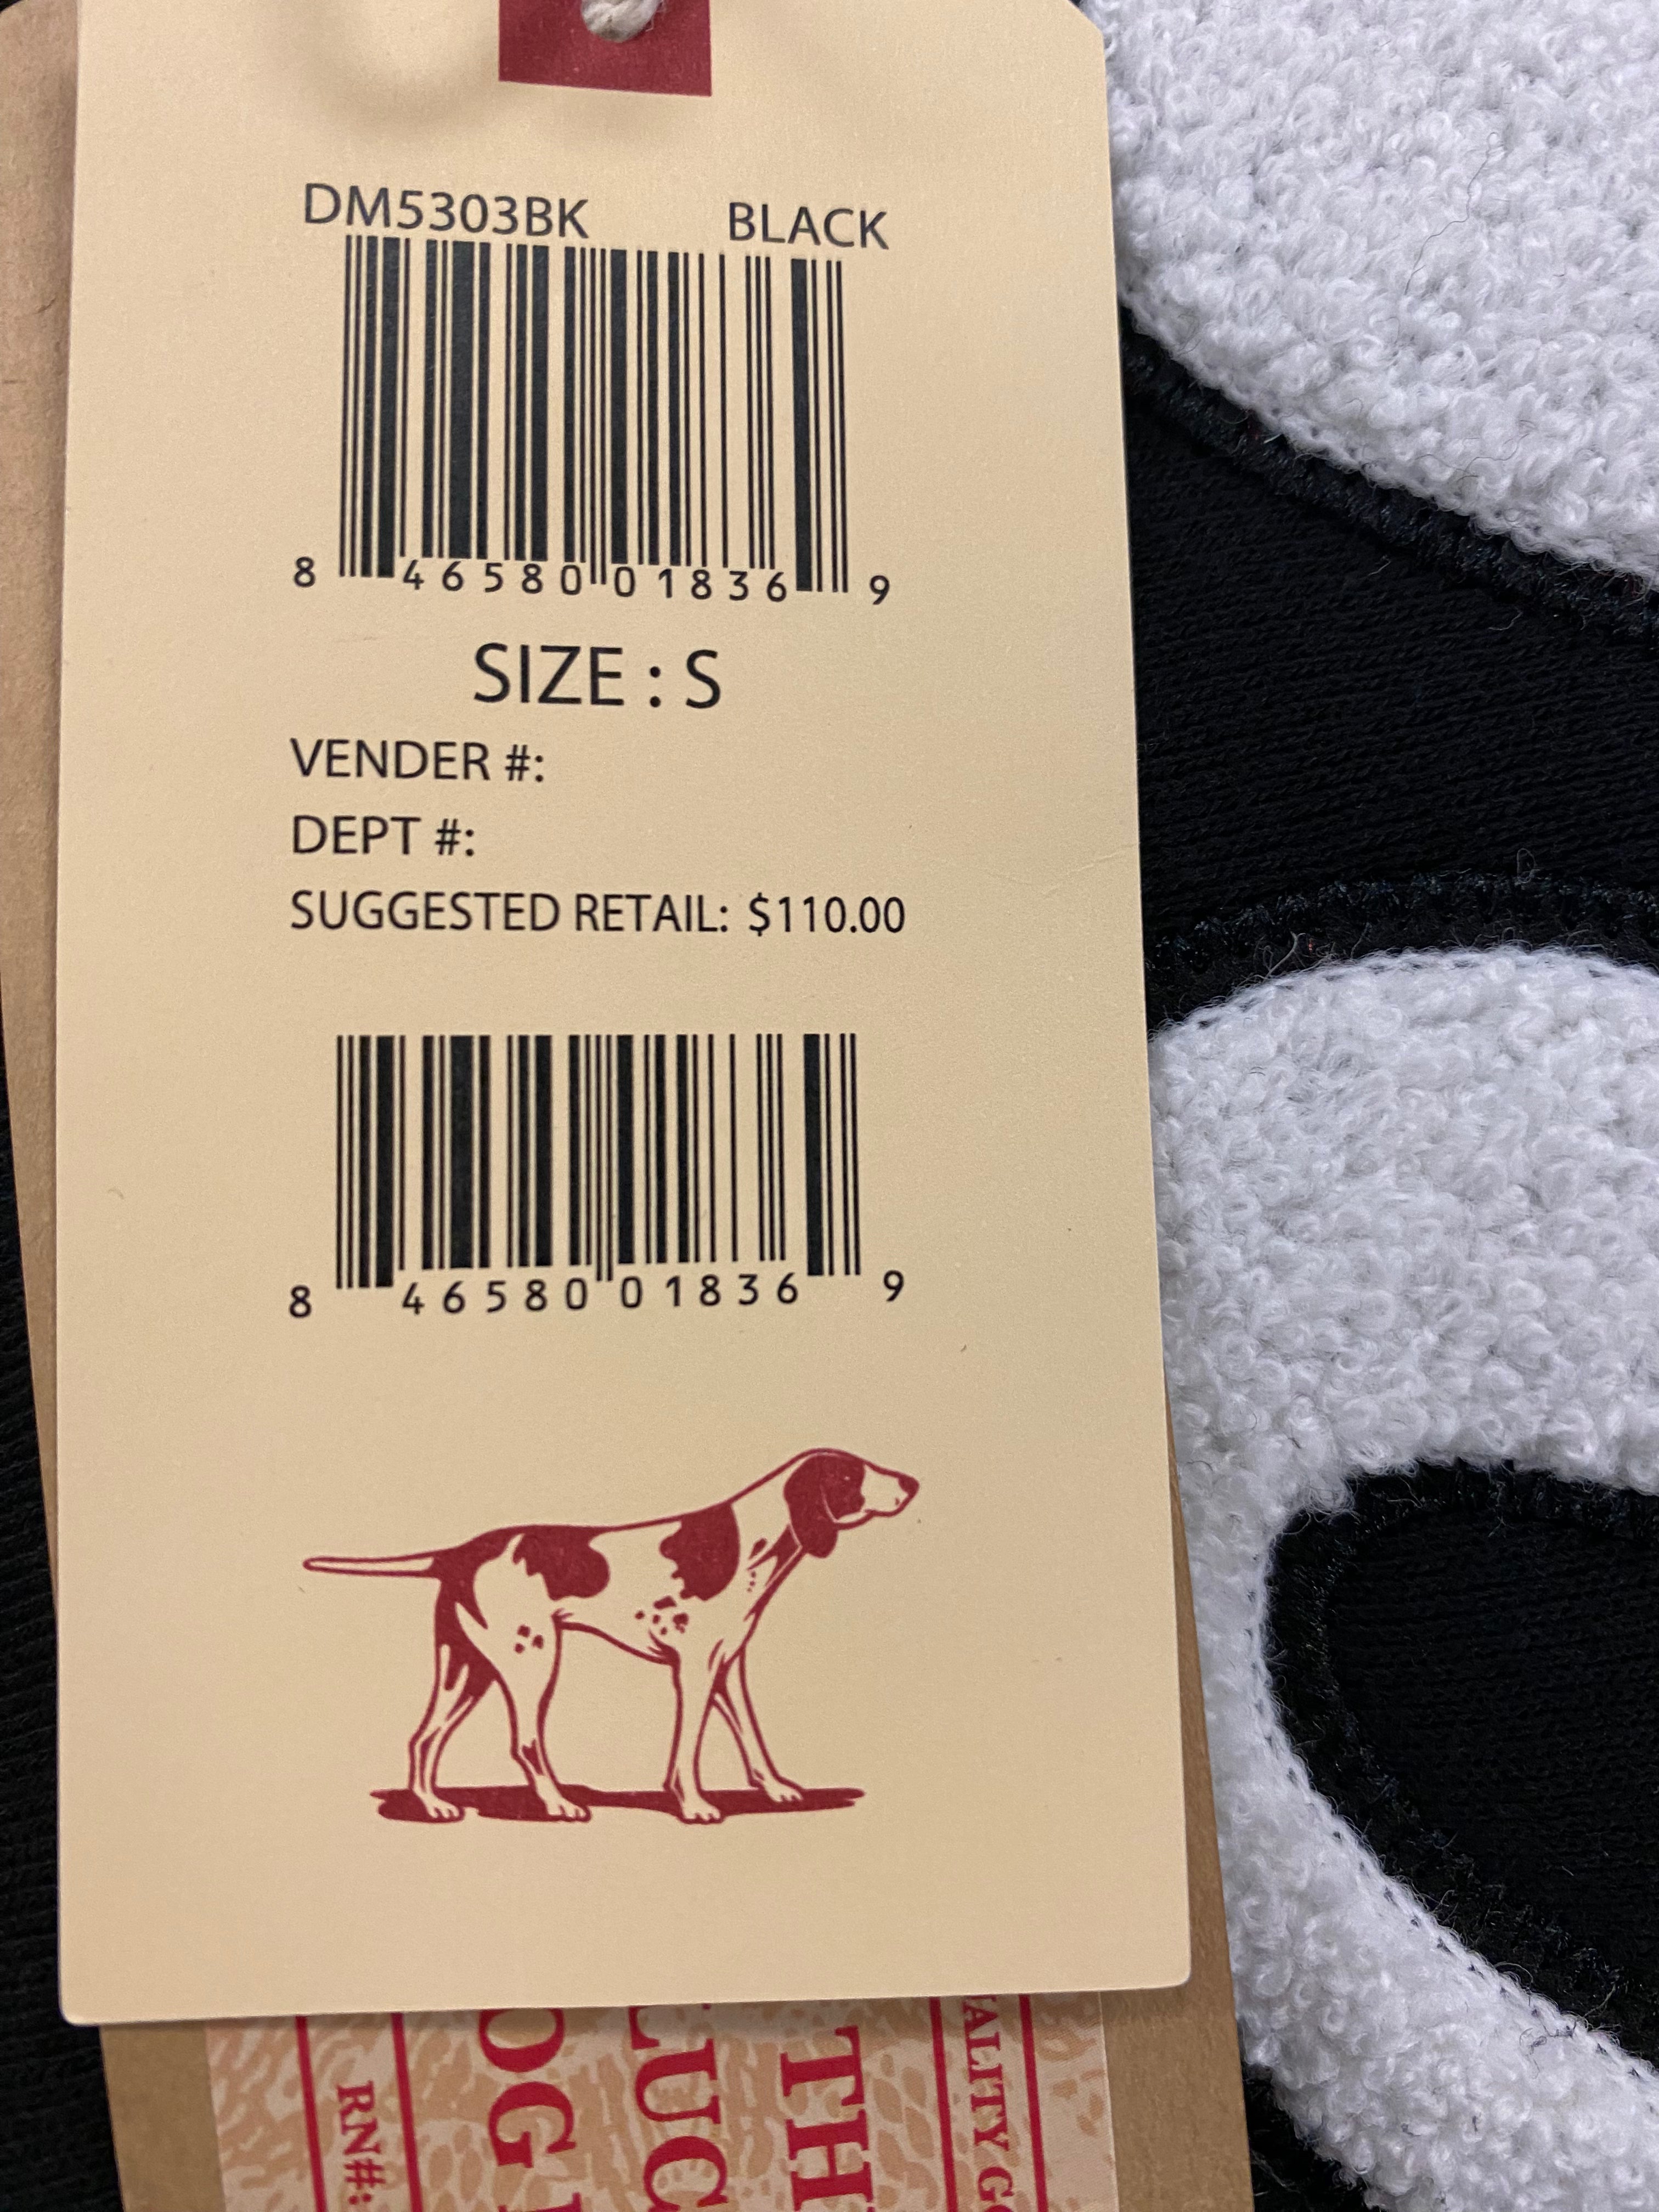 DM5303BK BLACK
8 46580 01836 9
SIZE : S
VENDER #:
DEPT #:
SUGGESTED RETAIL: $110.00
8 46580 01836 9
RN#: